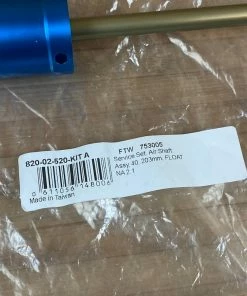 820-02-520-KIT A
FTW 753005
Service Set, Air Shaft
Assy, 40, 203mm, FLOAT
NA 2.1
Made in Taiwan